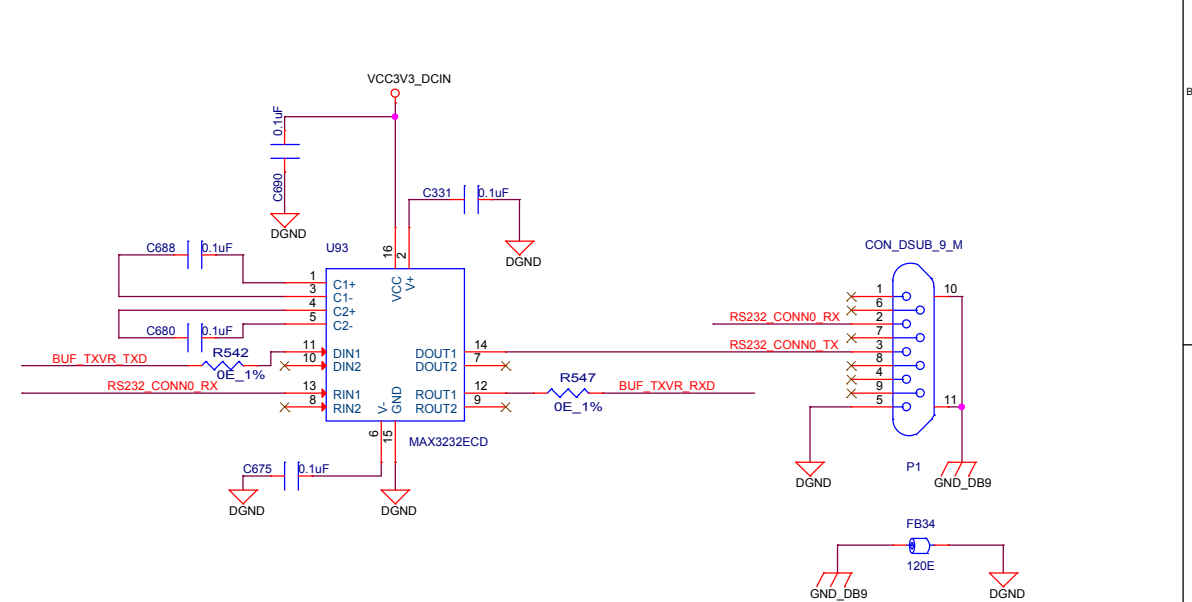 B
VCC3V3_DCIN
0.1uF
C690
DGND
C331 0.1uF
DGND
C688 0.1uF
U93
16
2
VCC
V+
1 C1+
3 C1-
4 C2+
5 C2-
C680 0.1uF
R542
0E_1%
BUF_TXVR_TXD
11 DIN1
10 DIN2
RS232_CONN0_RX
13 RIN1
8 RIN2
DOUT1 14
DOUT2 7
ROUT1 12
ROUT2 9
V-
GND
6
15
MAX3232ECD
R547
0E_1%
BUF_TXVR_RXD
C675 0.1uF
DGND
DGND
CON_DSUB_9_M
RS232_CONN0_RX
RS232_CONN0_TX
1
6
2
7
3
8
4
9
5
10
11
P1
DGND
GND_DB9
FB34
120E
GND_DB9
DGND